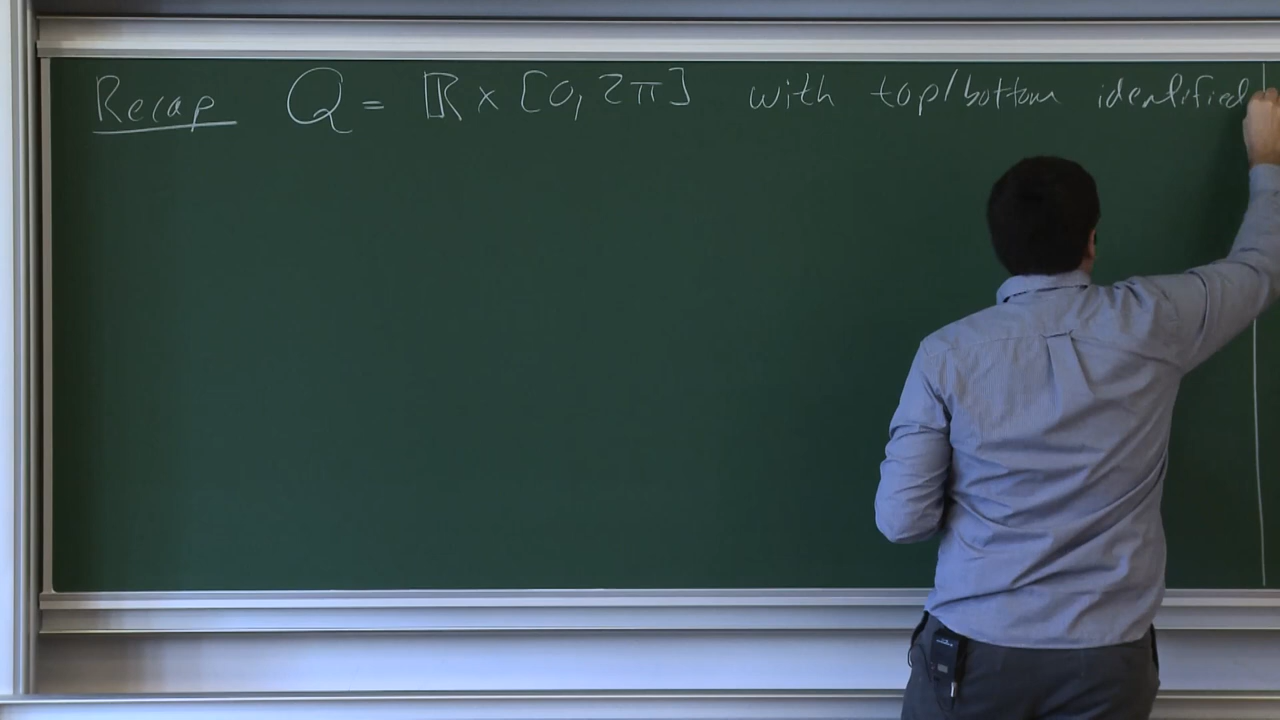 Recap Q = ℝ × [0, 2π] with top/bottom identified